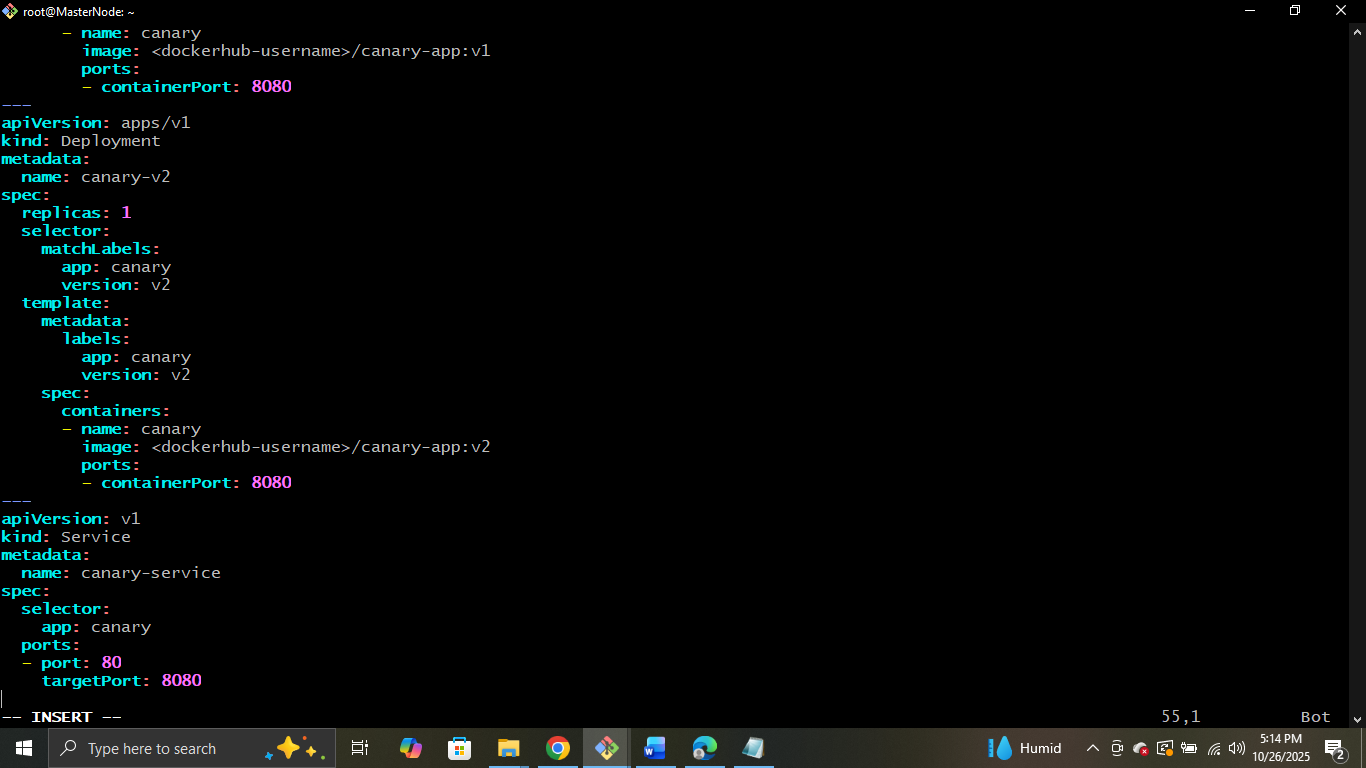 root@MasterNode: ~
      - name: canary
        image: <dockerhub-username>/canary-app:v1
        ports:
        - containerPort: 8080
---
apiVersion: apps/v1
kind: Deployment
metadata:
  name: canary-v2
spec:
  replicas: 1
  selector:
    matchLabels:
      app: canary
      version: v2
  template:
    metadata:
      labels:
        app: canary
        version: v2
    spec:
      containers:
      - name: canary
        image: <dockerhub-username>/canary-app:v2
        ports:
        - containerPort: 8080
---
apiVersion: v1
kind: Service
metadata:
  name: canary-service
spec:
  selector:
    app: canary
  ports:
  - port: 80
    targetPort: 8080
-- INSERT -- 55,1 Bot
Type here to search
Humid
5:14 PM
10/26/2025
2